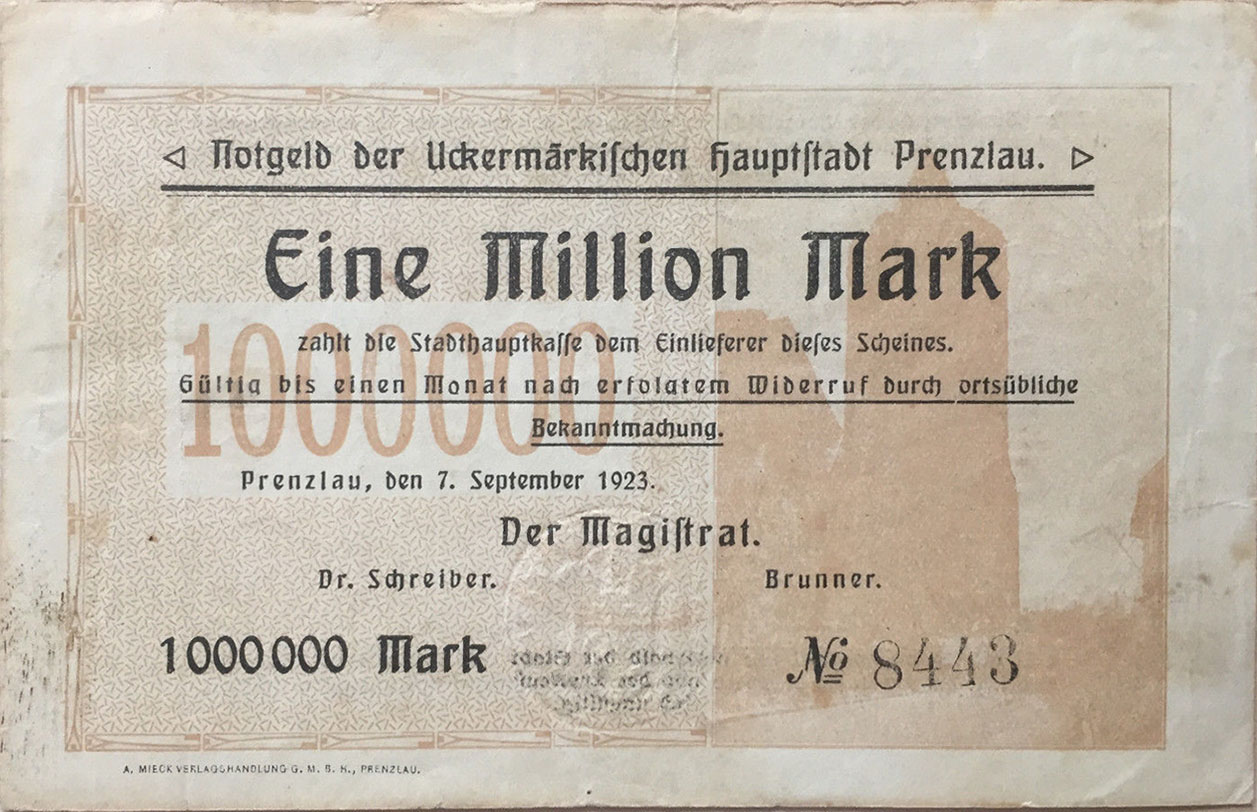 Notgeld der Uckermärkiſchen Hauptſtadt Prenzlau.
Eine Million Mark
1000000
zahlt die Stadthauptkaſſe dem Einlieferer dieſes Scheines.
Gültig bis einen Monat nach erfolgtem Widerruf durch ortsübliche
Bekanntmachung.
Prenzlau, den 7. September 1923.
Der Magiſtrat.
Dr. Schreiber. Brunner.
1000000 Mark № 8443
A. MIECK VERLAGSHANDLUNG G. M. B. H., PRENZLAU.